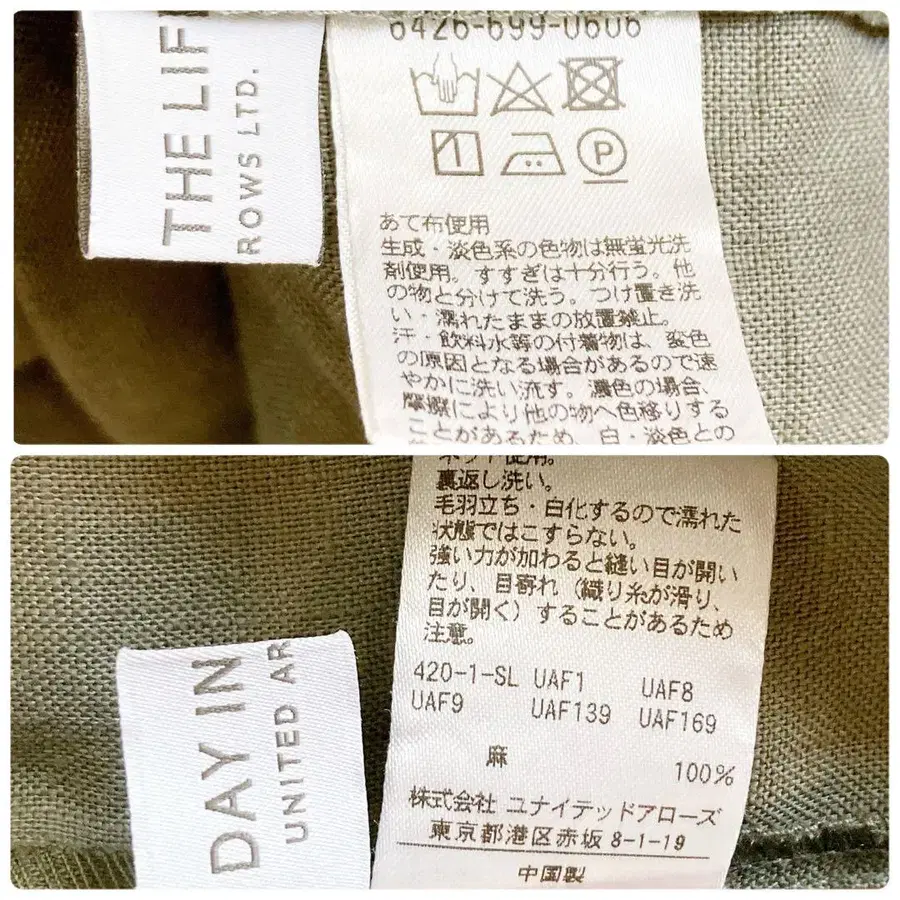 THE LIF
ROWS LTD.
6426-699-0606
P
あて布使用
生成・淡色系の色物は無蛍光洗
剤使用。すすぎは十分行う。他
の物と分けて洗う。つけ置き洗
い・濡れたままの放置禁止。
汗・飲料水等の付着物は、変色
の原因となる場合があるので速
やかに洗い流す。濃色の場合、
摩擦により他の物へ色移りする
ことがあるため、白・淡色との
ネット使用。
裏返し洗い。
毛羽立ち・白化するので濡れた
状態ではこすらない。
強い力が加わると縫い目が開い
たり、目寄れ（織り糸が滑り、
目が開く）することがあるため
注意。
420-1-SL UAF1 UAF8
UAF9 UAF139 UAF169
麻 100%
株式会社 ユナイテッドアローズ
東京都港区赤坂 8-1-19
中国製
DAY IN
UNITED AR